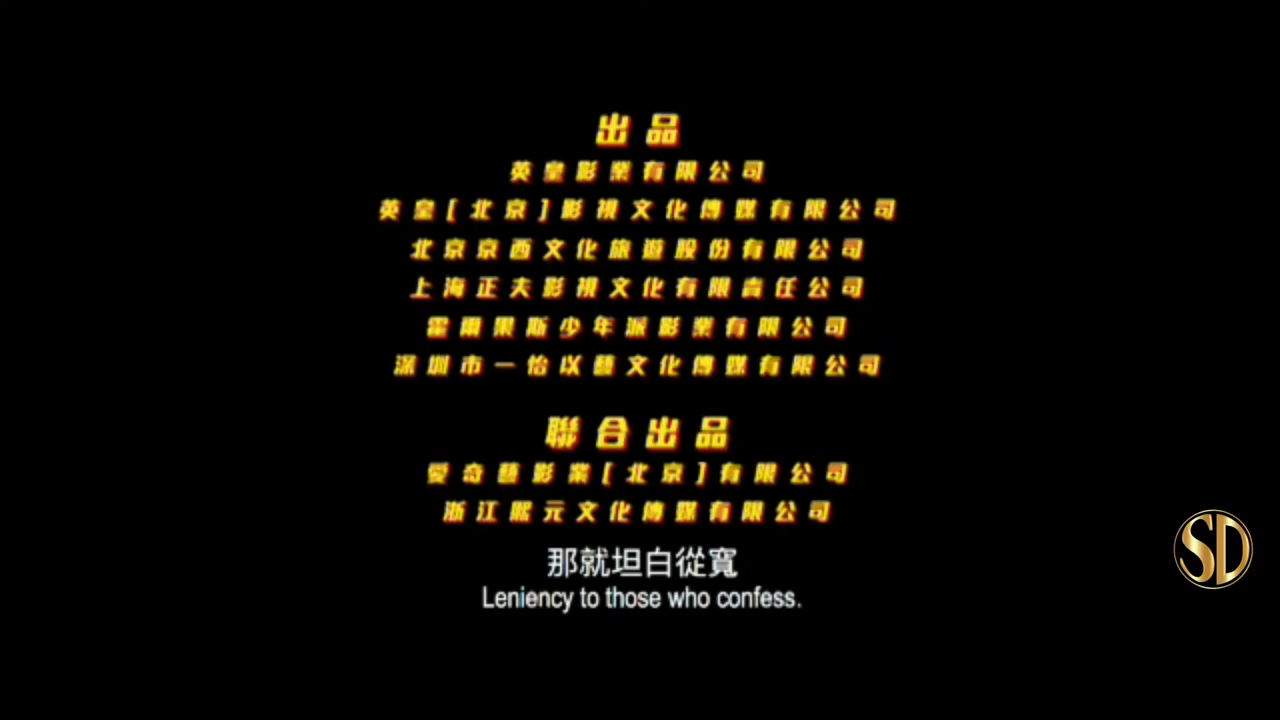 出品
英皇影業有限公司
英皇[北京]影視文化傳媒有限公司
北京京西文化旅遊股份有限公司
上海正夫影視文化有限責任公司
霍爾果斯少年派影業有限公司
深圳市一怡以藝文化傳媒有限公司
聯合出品
愛奇藝影業[北京]有限公司
浙江熙元文化傳媒有限公司
那就坦白從寬
Leniency to those who confess.
SD